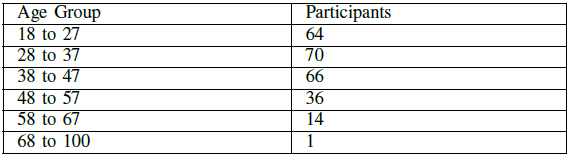 Age Group Participants
18 to 27 64
28 to 37 70
38 to 47 66
48 to 57 36
58 to 67 14
68 to 100 1